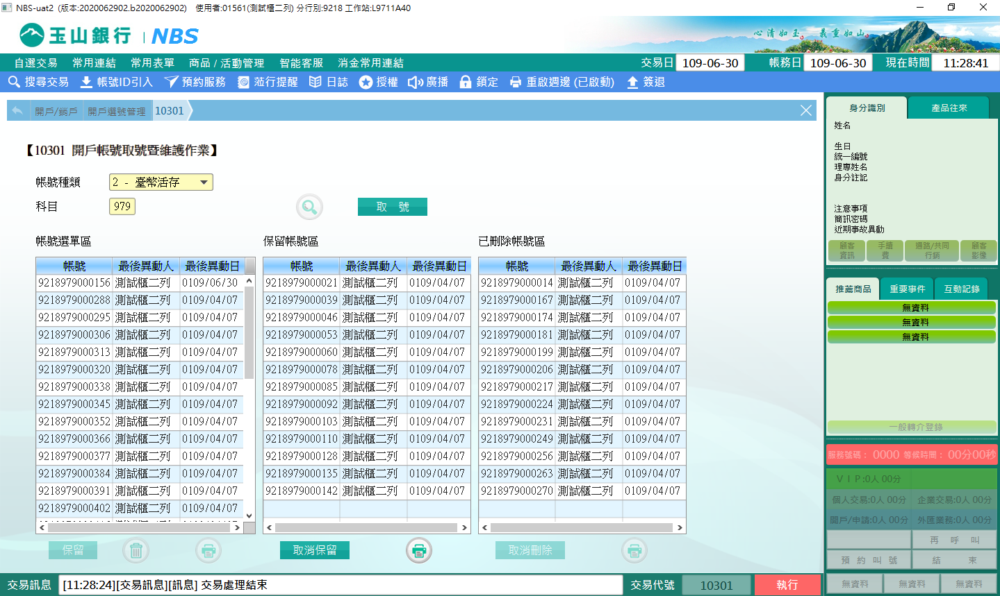 NBS-uat2 (版本:2020062902.b2020062902) 使用者:01561(測試櫃二列) 分行別:9218 工作站:L9711A40
玉山銀行 | NBS
心清如玉。 義重如山。
自選交易 常用連結 常用表單 商品 / 活動管理 智能客服 消金常用連結 交易日 109-06-30 帳務日 109-06-30 現在時間 11:28:41
搜尋交易 帳號ID引入 預約服務 蒞行提醒 日誌 授權 廣播 鎖定 重啟週邊 (已啟動) 簽退
開戶/銷戶 開戶選號管理 10301
【10301 開戶帳號取號暨維護作業】
帳號種類 2 - 臺幣活存
科目 979 取 號
帳號選單區
帳號 最後異動人 最後異動日
9218979000156 測試櫃二列 0109/06/30
9218979000288 測試櫃二列 0109/04/07
9218979000295 測試櫃二列 0109/04/07
9218979000306 測試櫃二列 0109/04/07
9218979000313 測試櫃二列 0109/04/07
9218979000320 測試櫃二列 0109/04/07
9218979000338 測試櫃二列 0109/04/07
9218979000345 測試櫃二列 0109/04/07
9218979000352 測試櫃二列 0109/04/07
9218979000366 測試櫃二列 0109/04/07
9218979000377 測試櫃二列 0109/04/07
9218979000384 測試櫃二列 0109/04/07
9218979000391 測試櫃二列 0109/04/07
9218979000402 測試櫃二列 0109/04/07
保留
保留帳號區
帳號 最後異動人 最後異動日
9218979000021 測試櫃二列 0109/04/07
9218979000039 測試櫃二列 0109/04/07
9218979000046 測試櫃二列 0109/04/07
9218979000053 測試櫃二列 0109/04/07
9218979000060 測試櫃二列 0109/04/07
9218979000078 測試櫃二列 0109/04/07
9218979000085 測試櫃二列 0109/04/07
9218979000092 測試櫃二列 0109/04/07
9218979000103 測試櫃二列 0109/04/07
9218979000110 測試櫃二列 0109/04/07
9218979000128 測試櫃二列 0109/04/07
9218979000135 測試櫃二列 0109/04/07
9218979000142 測試櫃二列 0109/04/07
取消保留
已刪除帳號區
帳號 最後異動人 最後異動日
9218979000014 測試櫃二列 0109/04/07
9218979000167 測試櫃二列 0109/04/07
9218979000174 測試櫃二列 0109/04/07
9218979000181 測試櫃二列 0109/04/07
9218979000199 測試櫃二列 0109/04/07
9218979000206 測試櫃二列 0109/04/07
9218979000217 測試櫃二列 0109/04/07
9218979000224 測試櫃二列 0109/04/07
9218979000231 測試櫃二列 0109/04/07
9218979000249 測試櫃二列 0109/04/07
9218979000256 測試櫃二列 0109/04/07
9218979000263 測試櫃二列 0109/04/07
9218979000270 測試櫃二列 0109/04/07
取消刪除
身分識別 產品往來
姓名
生日
統一編號
理專姓名
身分註記
注意事項
簡訊密碼
近期事故異動
顧客資訊 手續費 通路/共同行銷 顧客影像
推薦商品 重要事件 互動記錄
無資料
無資料
無資料
一般轉介登錄
服務號碼： 0000 等候時間： 00分00秒
ＶＩＰ:0人 00分
個人交易:0人 00分 企業交易:0人 00分
開戶/申請:0人 00分 外匯業務:0人 00分
再 呼 叫
預 約 叫 號 結 束
無資料 無資料 無資料
交易訊息 [11:28:24][交易訊息][訊息] 交易處理結束 交易代號 10301 執行